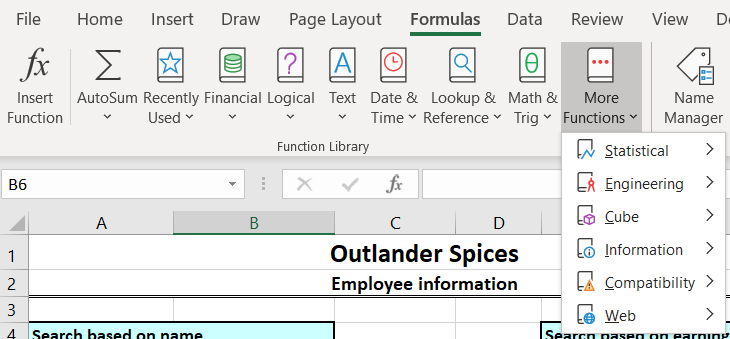 File Home Insert Draw Page Layout Formulas Data Review View
fx Σ ? A θ
Insert Function AutoSum Recently Used Financial Logical Text Date & Time Lookup & Reference Math & Trig More Functions Name Manager
Function Library
Statistical
Engineering
Cube
Information
Compatibility
Web
B6 fx
A B C D
1 Outlander Spices
2 Employee information
3
4 Search based on name Search based on earning